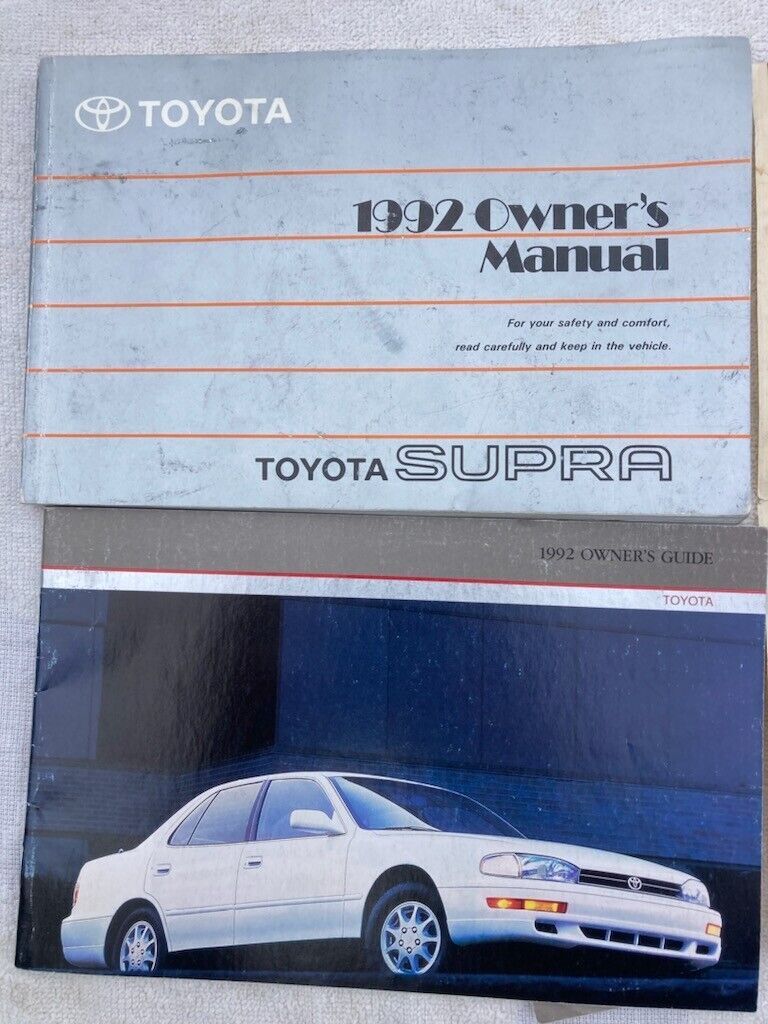 TOYOTA
1992 Owner's
Manual
For your safety and comfort,
read carefully and keep in the vehicle.
TOYOTA SUPRA
1992 OWNER'S GUIDE
TOYOTA